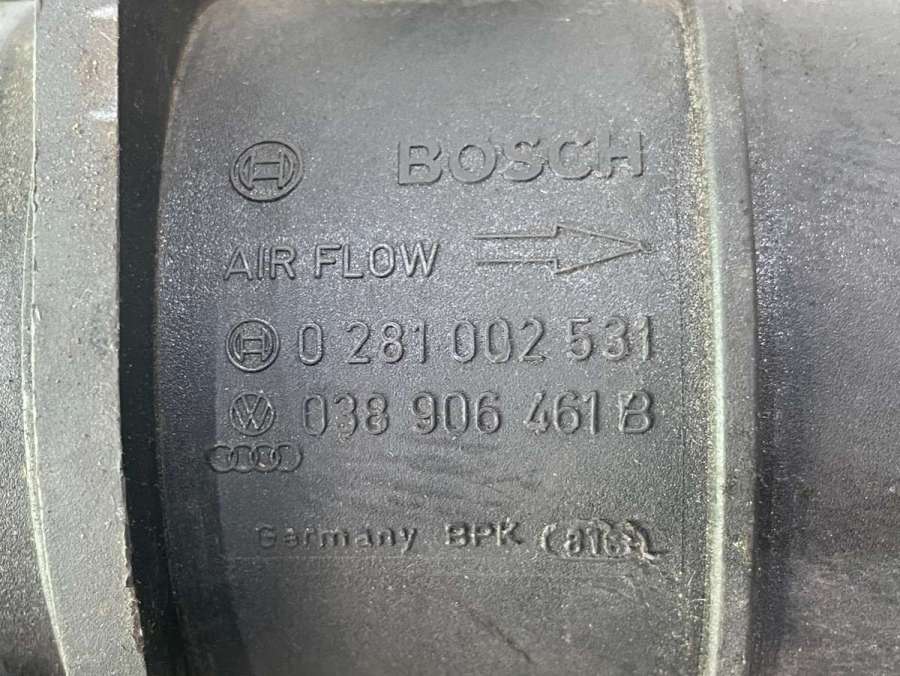 BOSCH
AIR FLOW
0 281 002 531
038 906 461 B
Germany BPK